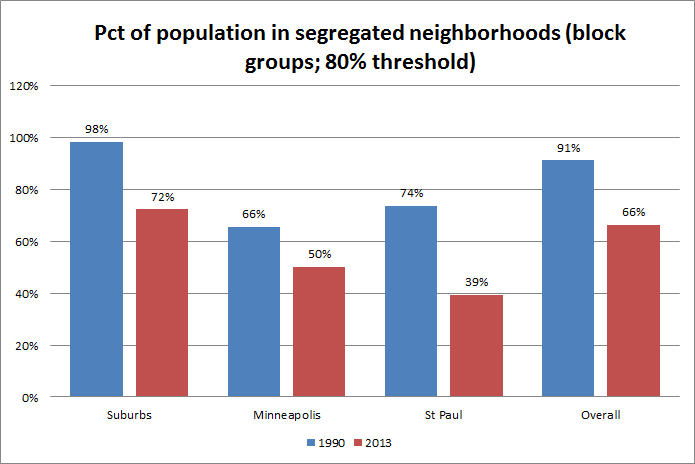 Pct of population in segregated neighborhoods (block
groups; 80% threshold)
120%
100%
80%
60%
40%
20%
0%
98%
72%
66%
50%
74%
39%
91%
66%
Suburbs
Minneapolis
St Paul
Overall
1990
2013